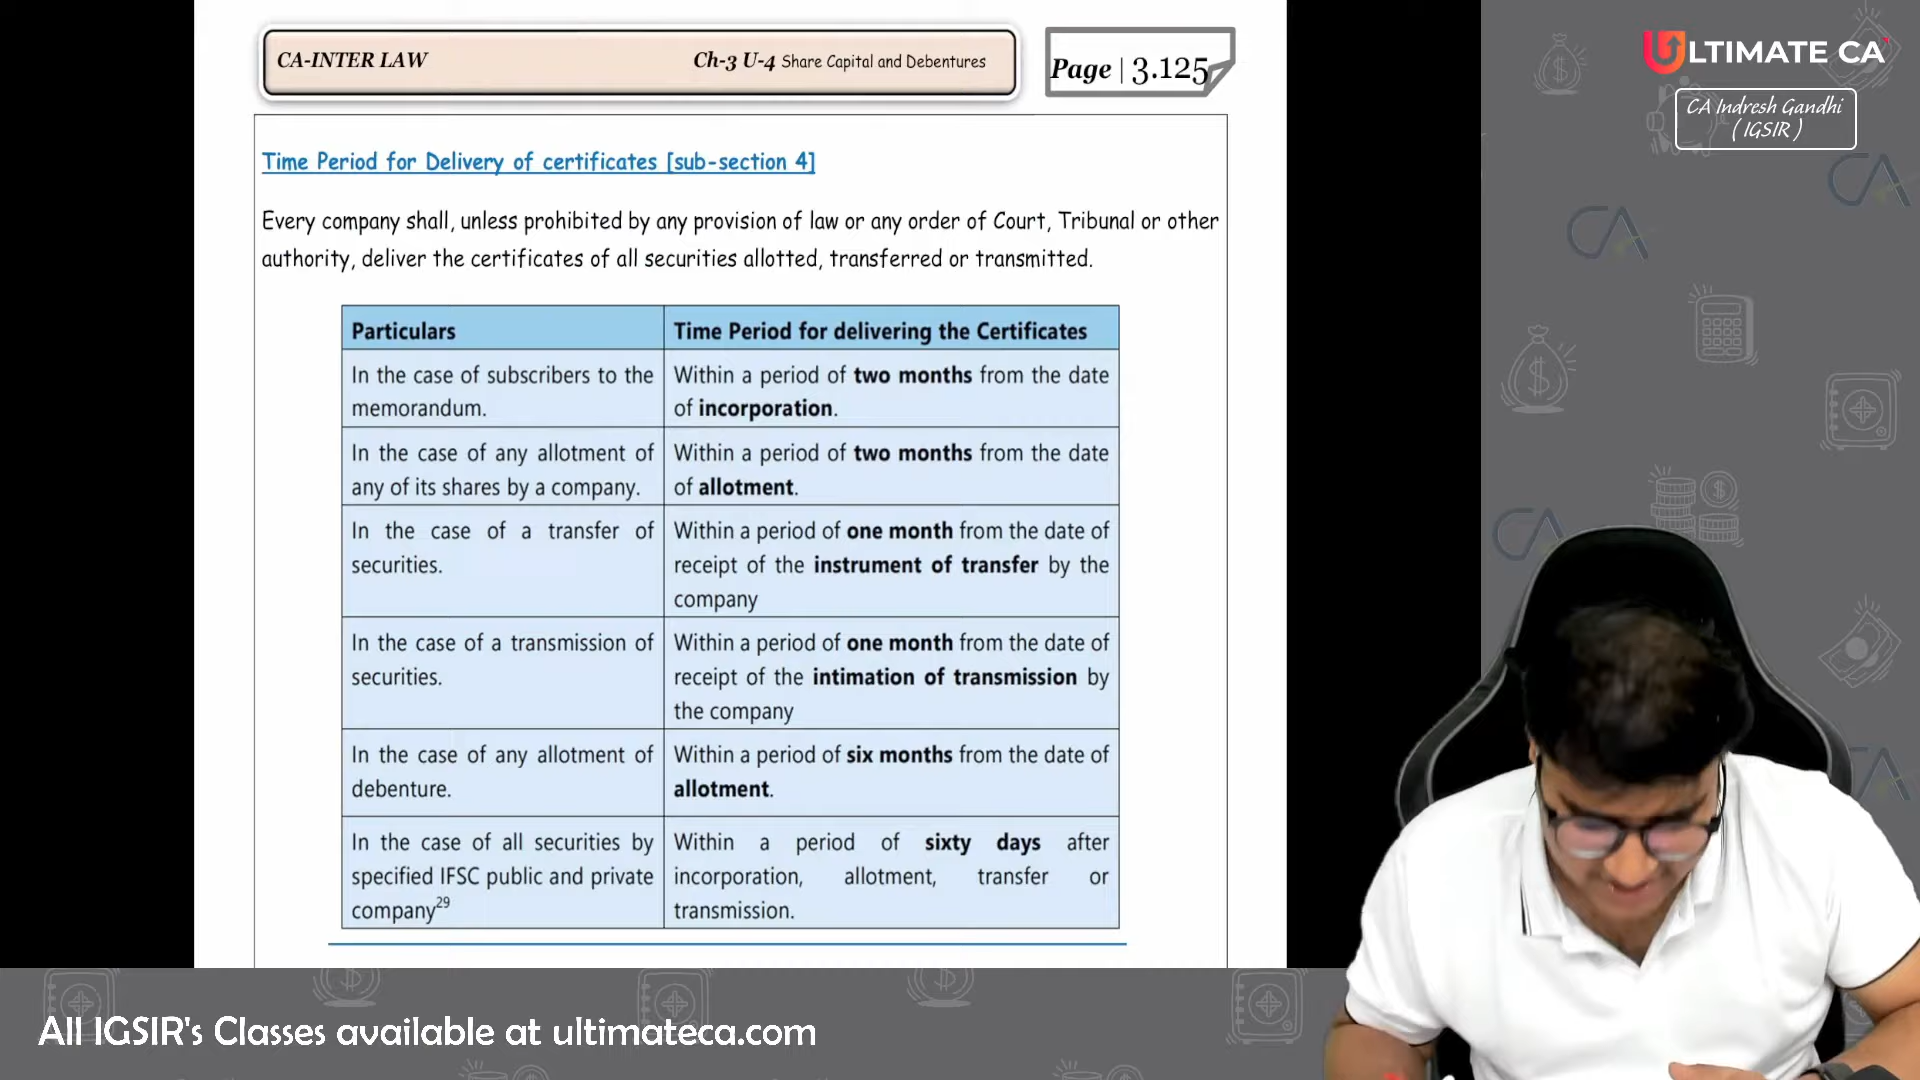 CA-INTER LAW Ch-3 U-4 Share Capital and Debentures
Page | 3.125
ULTIMATE CA
CA Indresh Gandhi
( IGSIR )
Time Period for Delivery of certificates [sub-section 4]
Every company shall, unless prohibited by any provision of law or any order of Court, Tribunal or other
authority, deliver the certificates of all securities allotted, transferred or transmitted.
Particulars
Time Period for delivering the Certificates
In the case of subscribers to the
memorandum.
Within a period of two months from the date
of incorporation.
In the case of any allotment of
any of its shares by a company.
Within a period of two months from the date
of allotment.
In the case of a transfer of
securities.
Within a period of one month from the date of
receipt of the instrument of transfer by the
company
In the case of a transmission of
securities.
Within a period of one month from the date of
receipt of the intimation of transmission by
the company
In the case of any allotment of
debenture.
Within a period of six months from the date of
allotment.
In the case of all securities by
specified IFSC public and private
company29
Within a period of sixty days after
incorporation, allotment, transfer or
transmission.
CA
CA
CA
CA
All IGSIR's Classes available at ultimateca.com